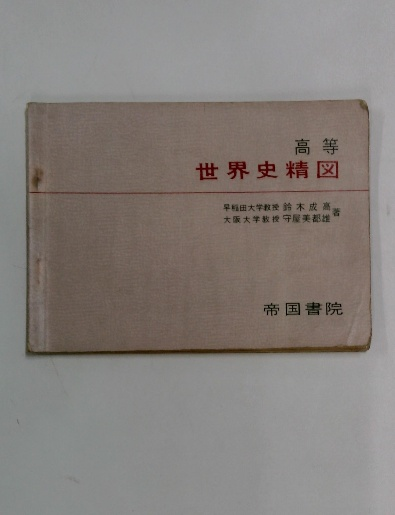 高等
世界史精図
早稲田大学教授 鈴木成高
大阪大学教授 守屋美都雄
著
帝国書院